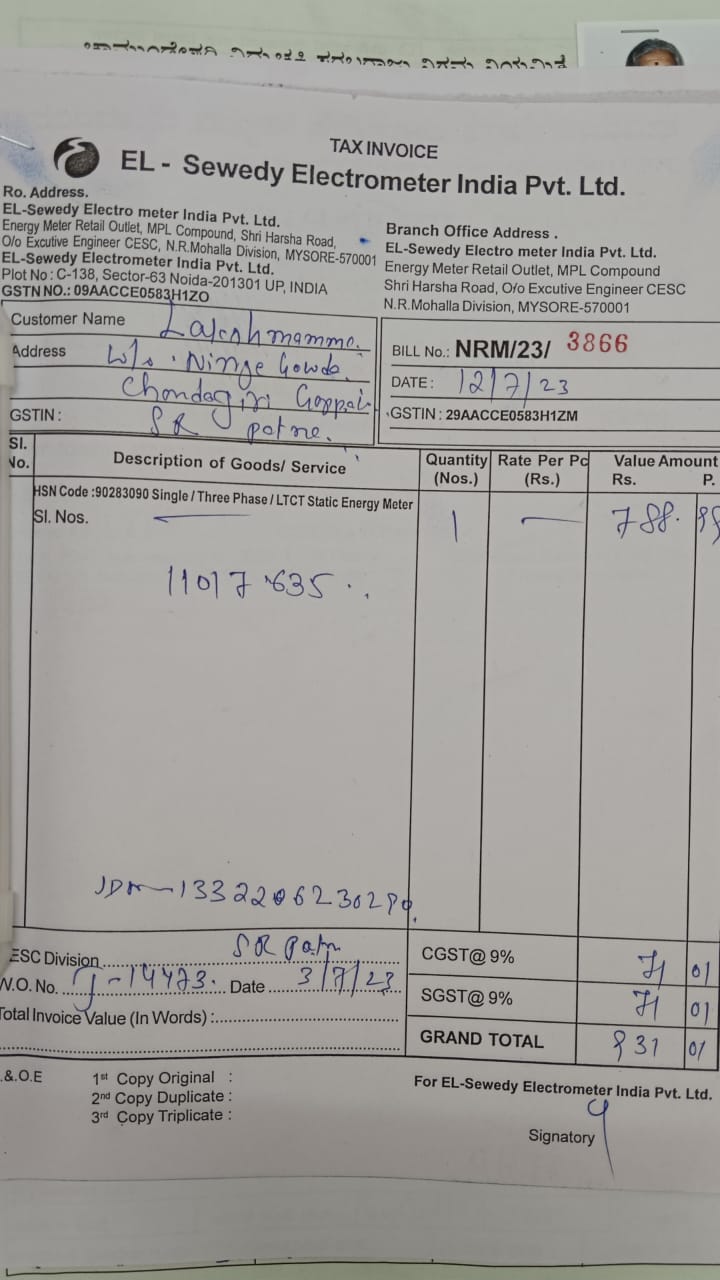 TAX INVOICE
EL - Sewedy Electrometer India Pvt. Ltd.
Ro. Address.
EL-Sewedy Electro meter India Pvt. Ltd.
Energy Meter Retail Outlet, MPL Compound, Shri Harsha Road,
O/o Excutive Engineer CESC, N.R.Mohalla Division, MYSORE-570001
EL-Sewedy Electrometer India Pvt. Ltd.
Plot No : C-138, Sector-63 Noida-201301 UP, INDIA
GSTN NO.: 09AACCE0583H1ZO
Branch Office Address .
EL-Sewedy Electro meter India Pvt. Ltd.
Energy Meter Retail Outlet, MPL Compound
Shri Harsha Road, O/o Excutive Engineer CESC
N.R.Mohalla Division, MYSORE-570001
Customer Name Lakshmamma.
Address W/o . Ninge Gowda.
Chondagiri Goppal
GSTIN : S R patne.
BILL No.: NRM/23/ 3866
DATE : 12/7/23
GSTIN : 29AACCE0583H1ZM
Sl. No. Description of Goods/ Service Quantity (Nos.) Rate Per Pc (Rs.) Value Amount Rs. P.
HSN Code :90283090 Single / Three Phase / LTCT Static Energy Meter
Sl. Nos. 1 788.
11017635
133220623029
ESC Division S R Patn
W.O. No. J-14473. Date 3/7/23
Total Invoice Value (In Words) :
CGST@ 9% 71 01
SGST@ 9% 71 01
GRAND TOTAL 931 01
.&.O.E
1st Copy Original :
2nd Copy Duplicate :
3rd Copy Triplicate :
For EL-Sewedy Electrometer India Pvt. Ltd.
Signatory